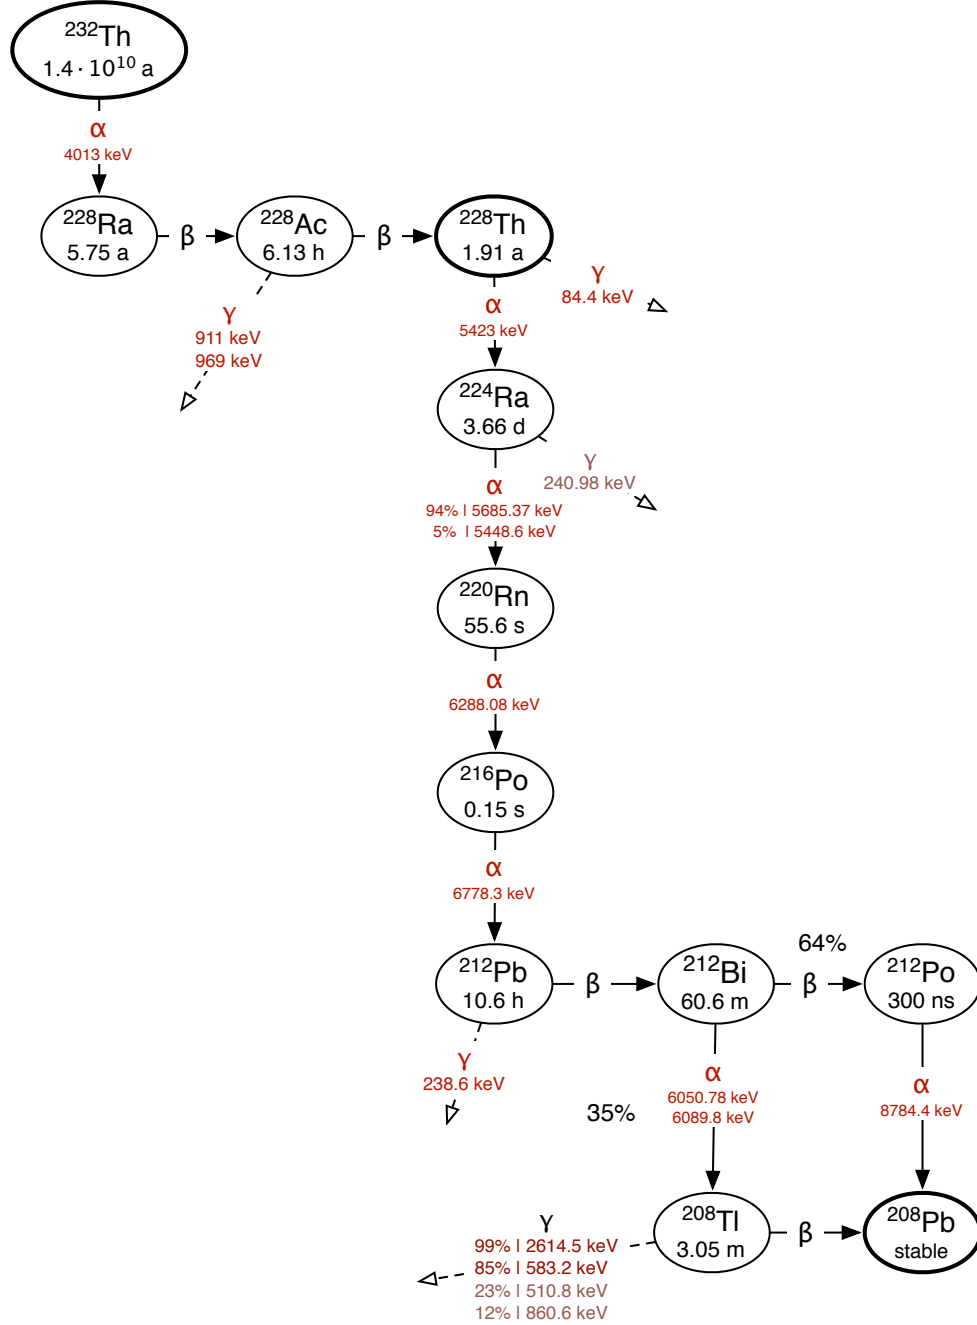 ²³²Th
1.4 · 10¹⁰ a
α
4013 keV
²²⁸Ra
5.75 a
β
²²⁸Ac
6.13 h
β
²²⁸Th
1.91 a
γ
84.4 keV
γ
911 keV
969 keV
α
5423 keV
²²⁴Ra
3.66 d
γ
240.98 keV
α
94% | 5685.37 keV
5% | 5448.6 keV
²²⁰Rn
55.6 s
α
6288.08 keV
²¹⁶Po
0.15 s
α
6778.3 keV
²¹²Pb
10.6 h
β
²¹²Bi
60.6 m
64%
β
²¹²Po
300 ns
γ
238.6 keV
α
6050.78 keV
6089.8 keV
35%
α
8784.4 keV
²⁰⁸Tl
3.05 m
β
²⁰⁸Pb
stable
γ
99% | 2614.5 keV
85% | 583.2 keV
23% | 510.8 keV
12% | 860.6 keV